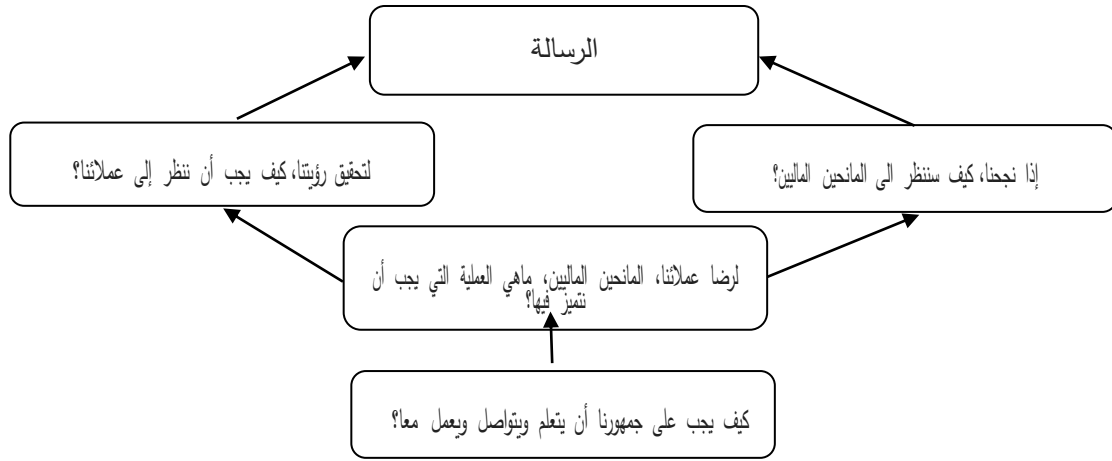 الرسالة
إذا نجحنا، كيف سننظر الى المانحين الماليين؟
لتحقيق رؤيتنا، كيف يجب أن ننظر إلى عملائنا؟
لرضا عملائنا، المانحين الماليين، ماهي العملية التي يجب أن
نتميز فيها؟
كيف يجب على جمهورنا أن يتعلم ويتواصل ويعمل معا؟